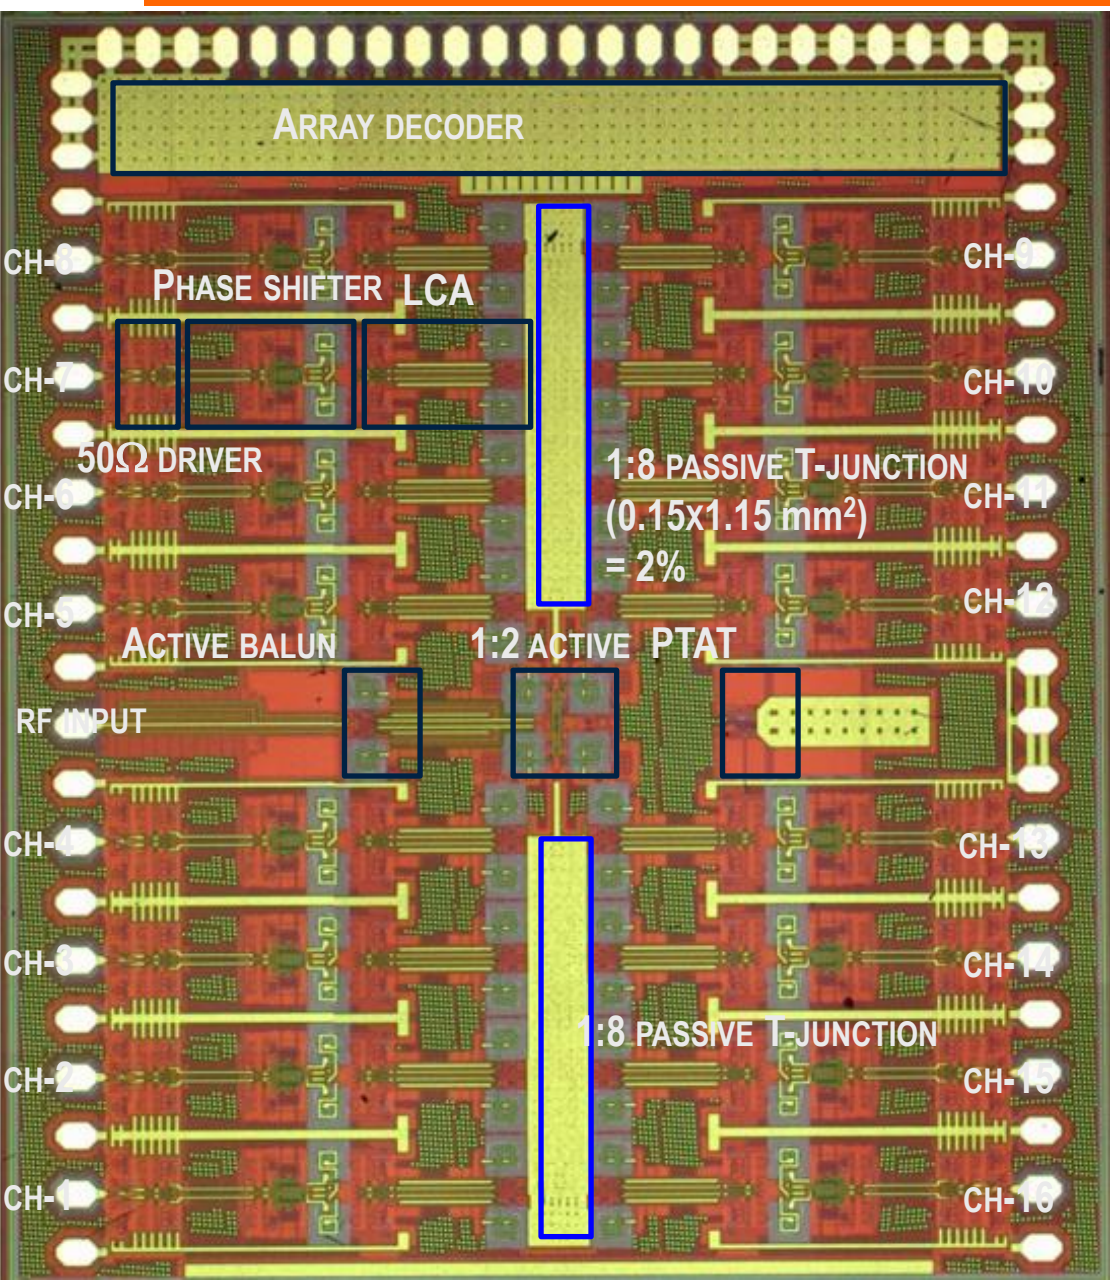 ARRAY DECODER
CH-8
CH-9
PHASE SHIFTER LCA
CH-7
CH-10
50Ω DRIVER
1:8 PASSIVE T-JUNCTION
CH-6
CH-11
(0.15x1.15 mm²)
= 2%
CH-5
CH-12
ACTIVE BALUN
1:2 ACTIVE
PTAT
RF INPUT
CH-4
CH-13
CH-3
CH-14
1:8 PASSIVE T-JUNCTION
CH-2
CH-15
CH-1
CH-16